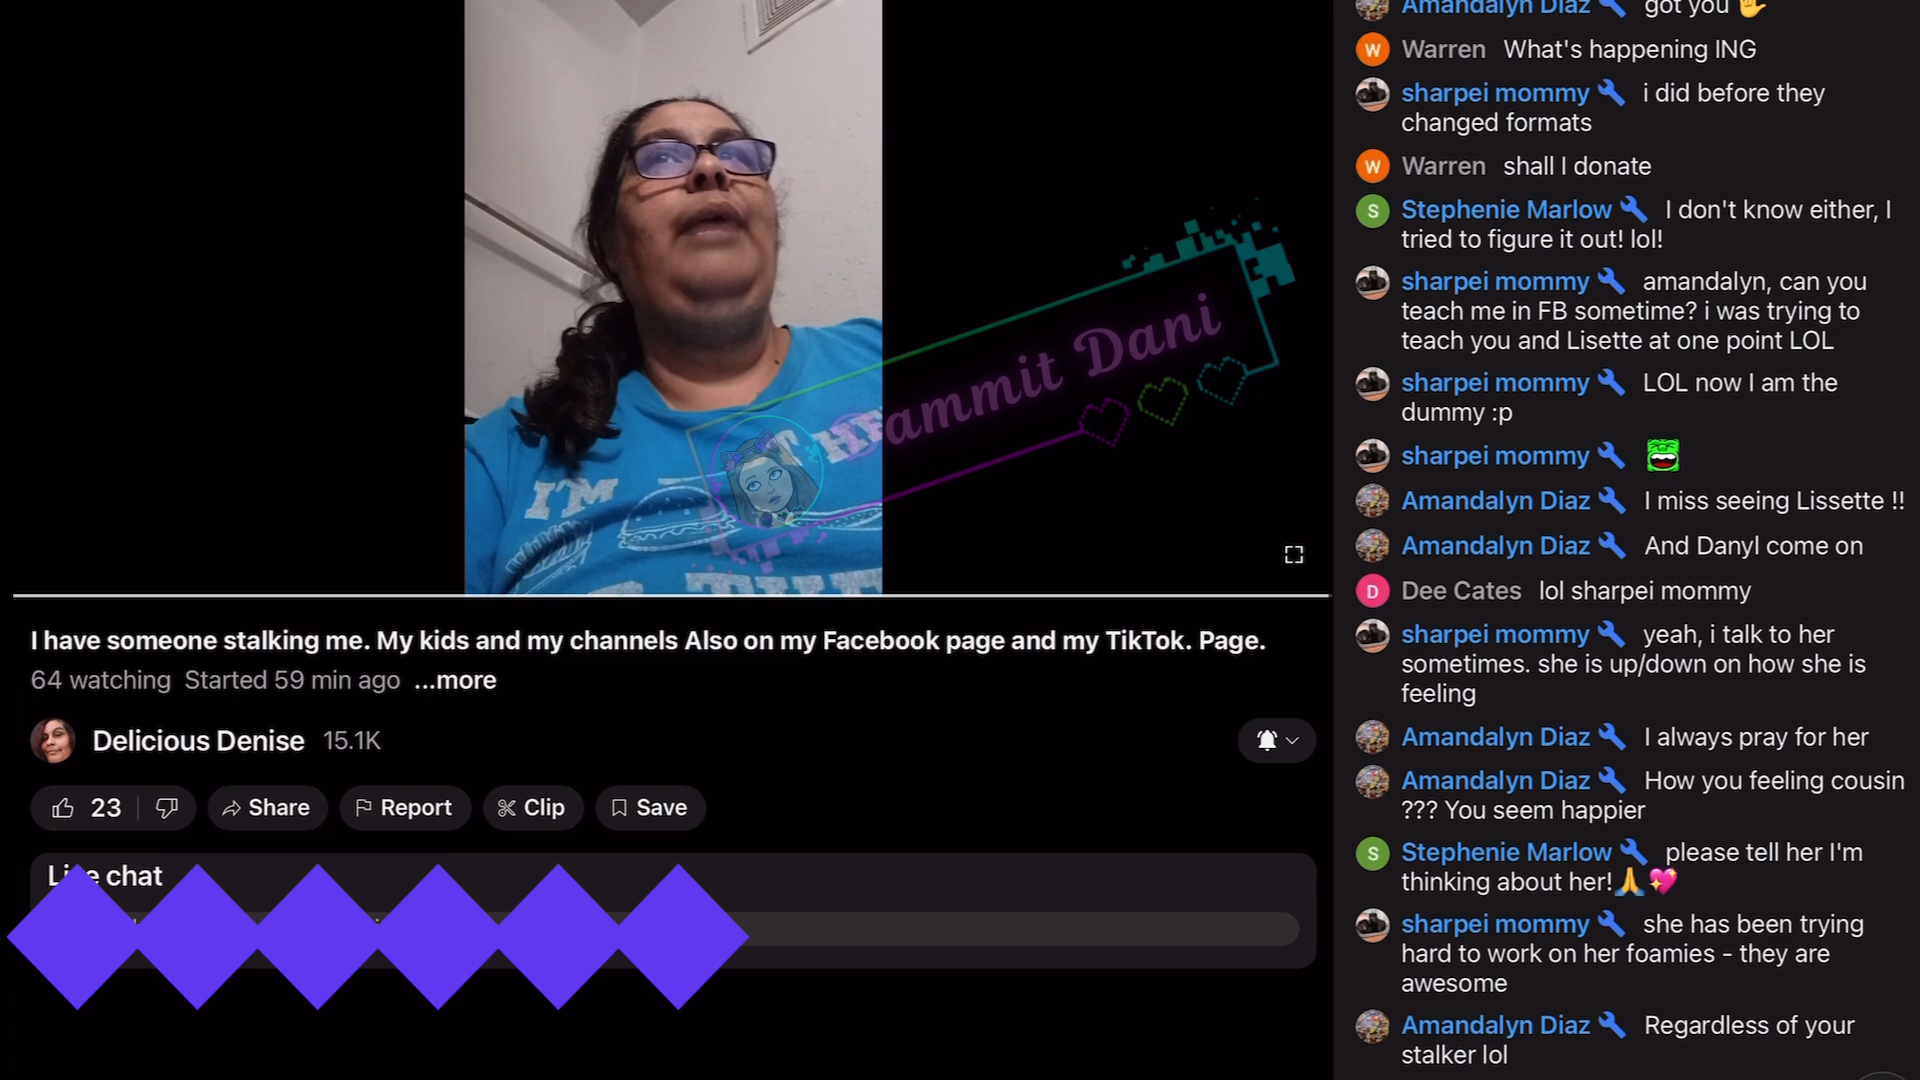 I'M
ammit Dani
I have someone stalking me. My kids and my channels Also on my Facebook page and my TikTok. Page.
64 watching Started 59 min ago ...more
Delicious Denise 15.1K
23 Share Report Clip Save
chat
Amandalyn Diaz got you ✋
W Warren What's happening ING
sharpei mommy i did before they
changed formats
W Warren shall I donate
S Stephenie Marlow I don't know either, I
tried to figure it out! lol!
sharpei mommy amandalyn, can you
teach me in FB sometime? i was trying to
teach you and Lisette at one point LOL
sharpei mommy LOL now I am the
dummy :p
sharpei mommy
Amandalyn Diaz I miss seeing Lissette !!
Amandalyn Diaz And Danyl come on
D Dee Cates lol sharpei mommy
sharpei mommy yeah, i talk to her
sometimes. she is up/down on how she is
feeling
Amandalyn Diaz I always pray for her
Amandalyn Diaz How you feeling cousin
??? You seem happier
S Stephenie Marlow please tell her I'm
thinking about her!🙏💖
sharpei mommy she has been trying
hard to work on her foamies - they are
awesome
Amandalyn Diaz Regardless of your
stalker lol